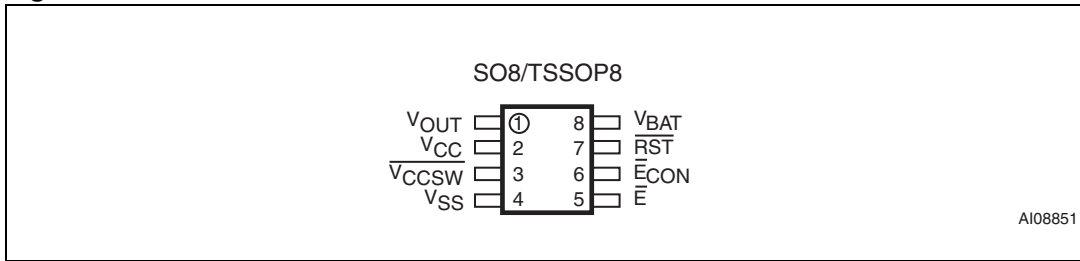 SO8/TSSOP8
VOUT 1 8 VBAT
VCC 2 7 RST
VCCSW 3 6 ECON
VSS 4 5 E
AI08851